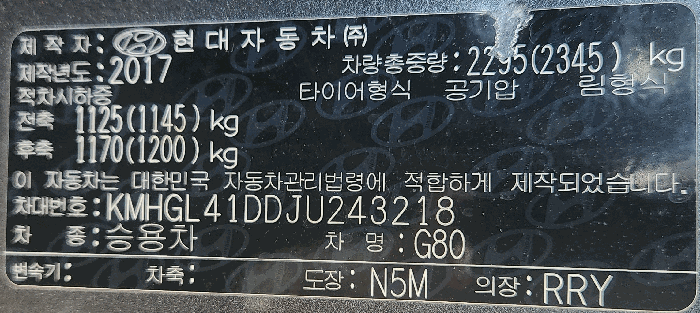 제 작 자: 현대자동차(주)
제작년도:2017 차량총중량:2295(2345) kg
적차시하중 타이어형식 공기압 림형식
전축 1125(1145)kg
후축 1170(1200)kg
이 자동차는 대한민국 자동차관리법령에 적합하게 제작되었습니다.
차대번호:KMHGL41DDJU243218
차 종:승용차 차 명:G80
변속기: 차축: 도장: N5M 의장: RRY